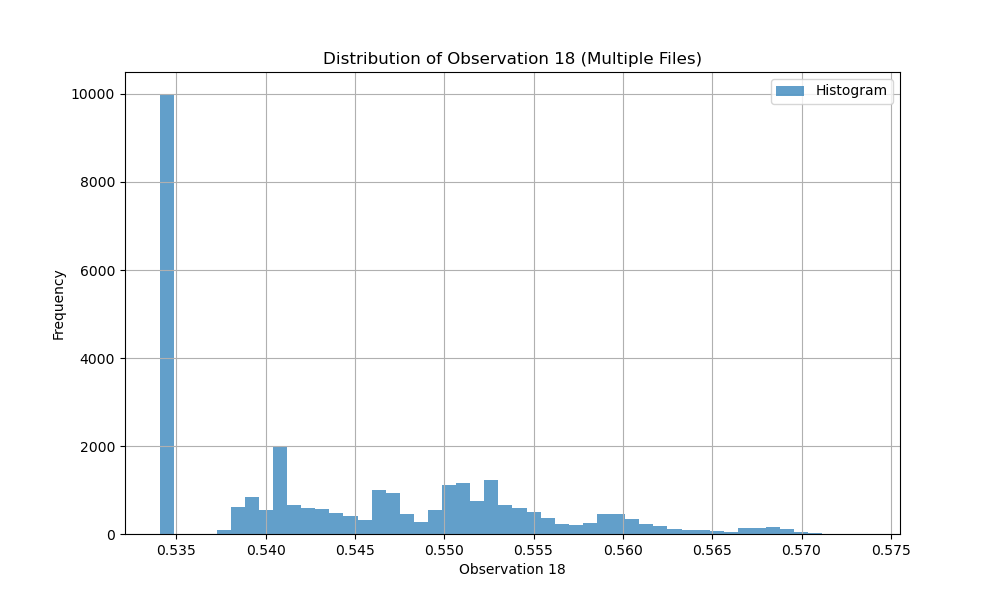 Distribution of Observation 18 (Multiple Files)
Histogram
10000
8000
6000
4000
2000
0
Frequency
0.535 0.540 0.545 0.550 0.555 0.560 0.565 0.570 0.575
Observation 18